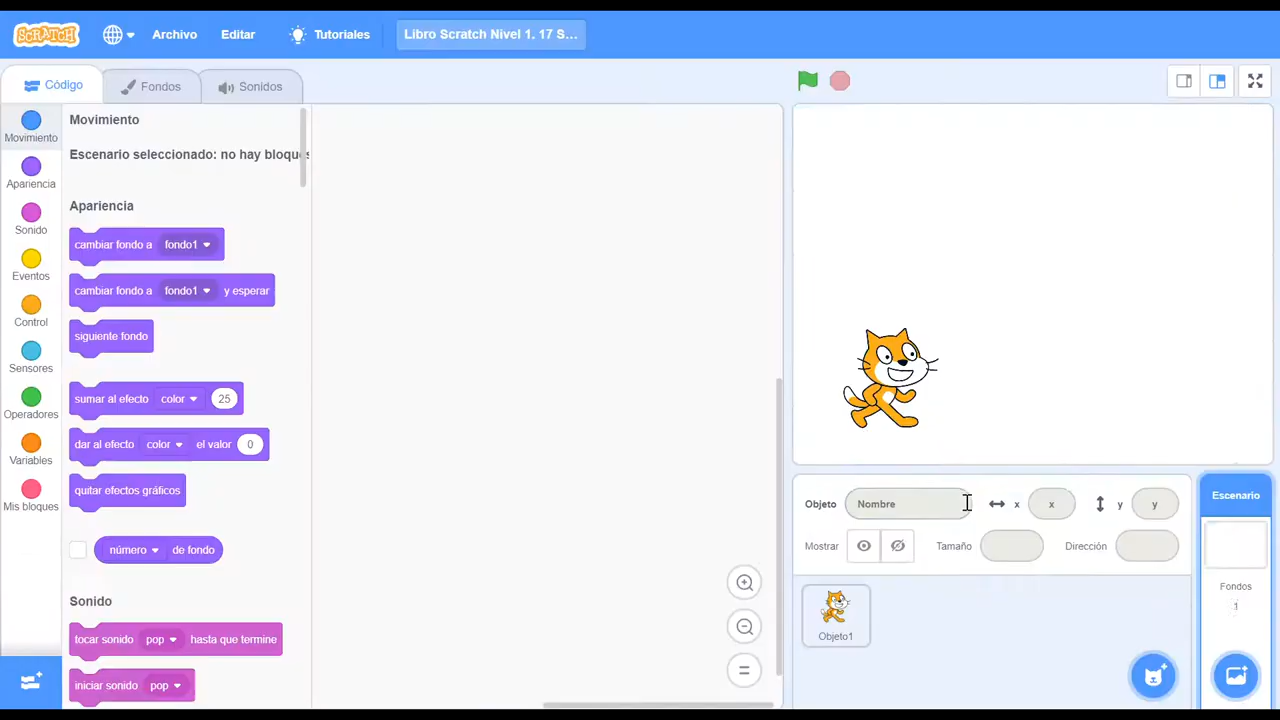 SCRATCH
Archivo
Editar
Tutoriales
Libro Scratch Nivel 1. 17 S...
Código
Fondos
Sonidos
Movimiento
Apariencia
Sonido
Eventos
Control
Sensores
Operadores
Variables
Mis bloques
Movimiento
Escenario seleccionado: no hay bloques
Apariencia
cambiar fondo a fondo1
cambiar fondo a fondo1 y esperar
siguiente fondo
sumar al efecto color 25
dar al efecto color el valor 0
quitar efectos gráficos
número de fondo
Sonido
tocar sonido pop hasta que termine
iniciar sonido pop
Objeto Nombre x x y y
Mostrar Tamaño Dirección
Objeto1
Escenario
Fondos
1